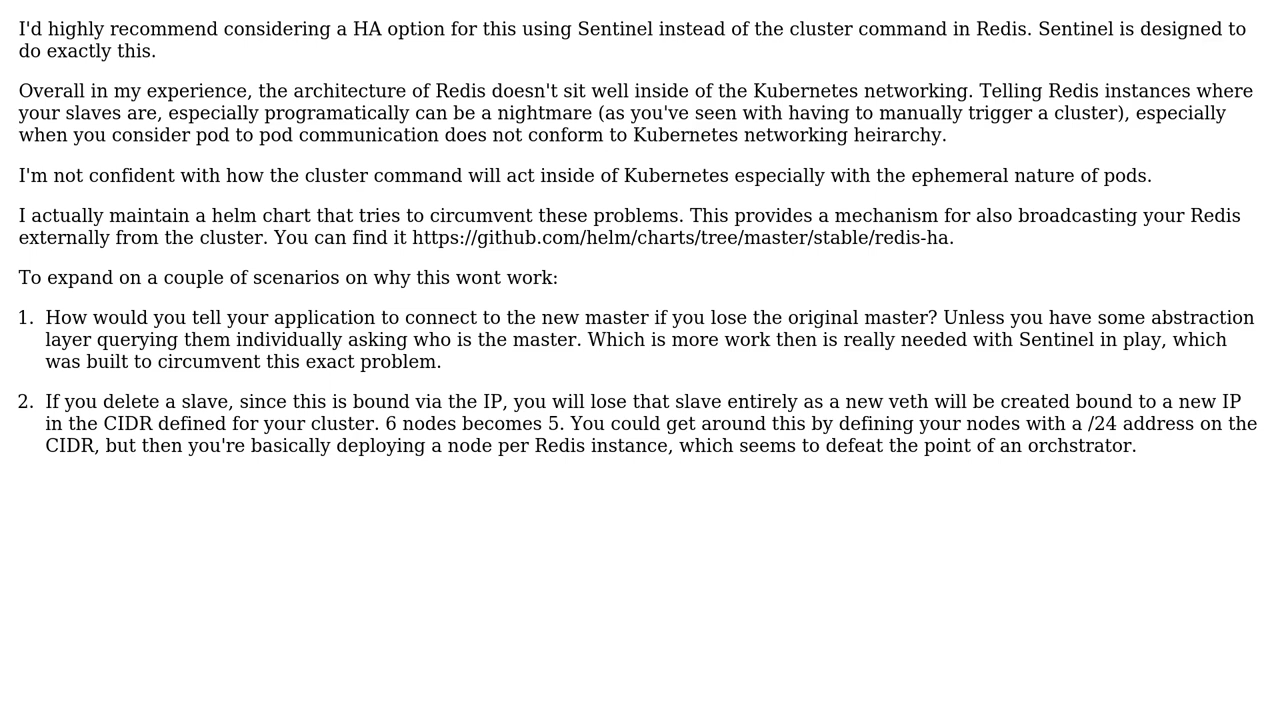 I'd highly recommend considering a HA option for this using Sentinel instead of the cluster command in Redis. Sentinel is designed to
do exactly this.
Overall in my experience, the architecture of Redis doesn't sit well inside of the Kubernetes networking. Telling Redis instances where
your slaves are, especially programatically can be a nightmare (as you've seen with having to manually trigger a cluster), especially
when you consider pod to pod communication does not conform to Kubernetes networking heirarchy.
I'm not confident with how the cluster command will act inside of Kubernetes especially with the ephemeral nature of pods.
I actually maintain a helm chart that tries to circumvent these problems. This provides a mechanism for also broadcasting your Redis
externally from the cluster. You can find it https://github.com/helm/charts/tree/master/stable/redis-ha.
To expand on a couple of scenarios on why this wont work:
1. How would you tell your application to connect to the new master if you lose the original master? Unless you have some abstraction
layer querying them individually asking who is the master. Which is more work then is really needed with Sentinel in play, which
was built to circumvent this exact problem.
2. If you delete a slave, since this is bound via the IP, you will lose that slave entirely as a new veth will be created bound to a new IP
in the CIDR defined for your cluster. 6 nodes becomes 5. You could get around this by defining your nodes with a /24 address on the
CIDR, but then you're basically deploying a node per Redis instance, which seems to defeat the point of an orchstrator.